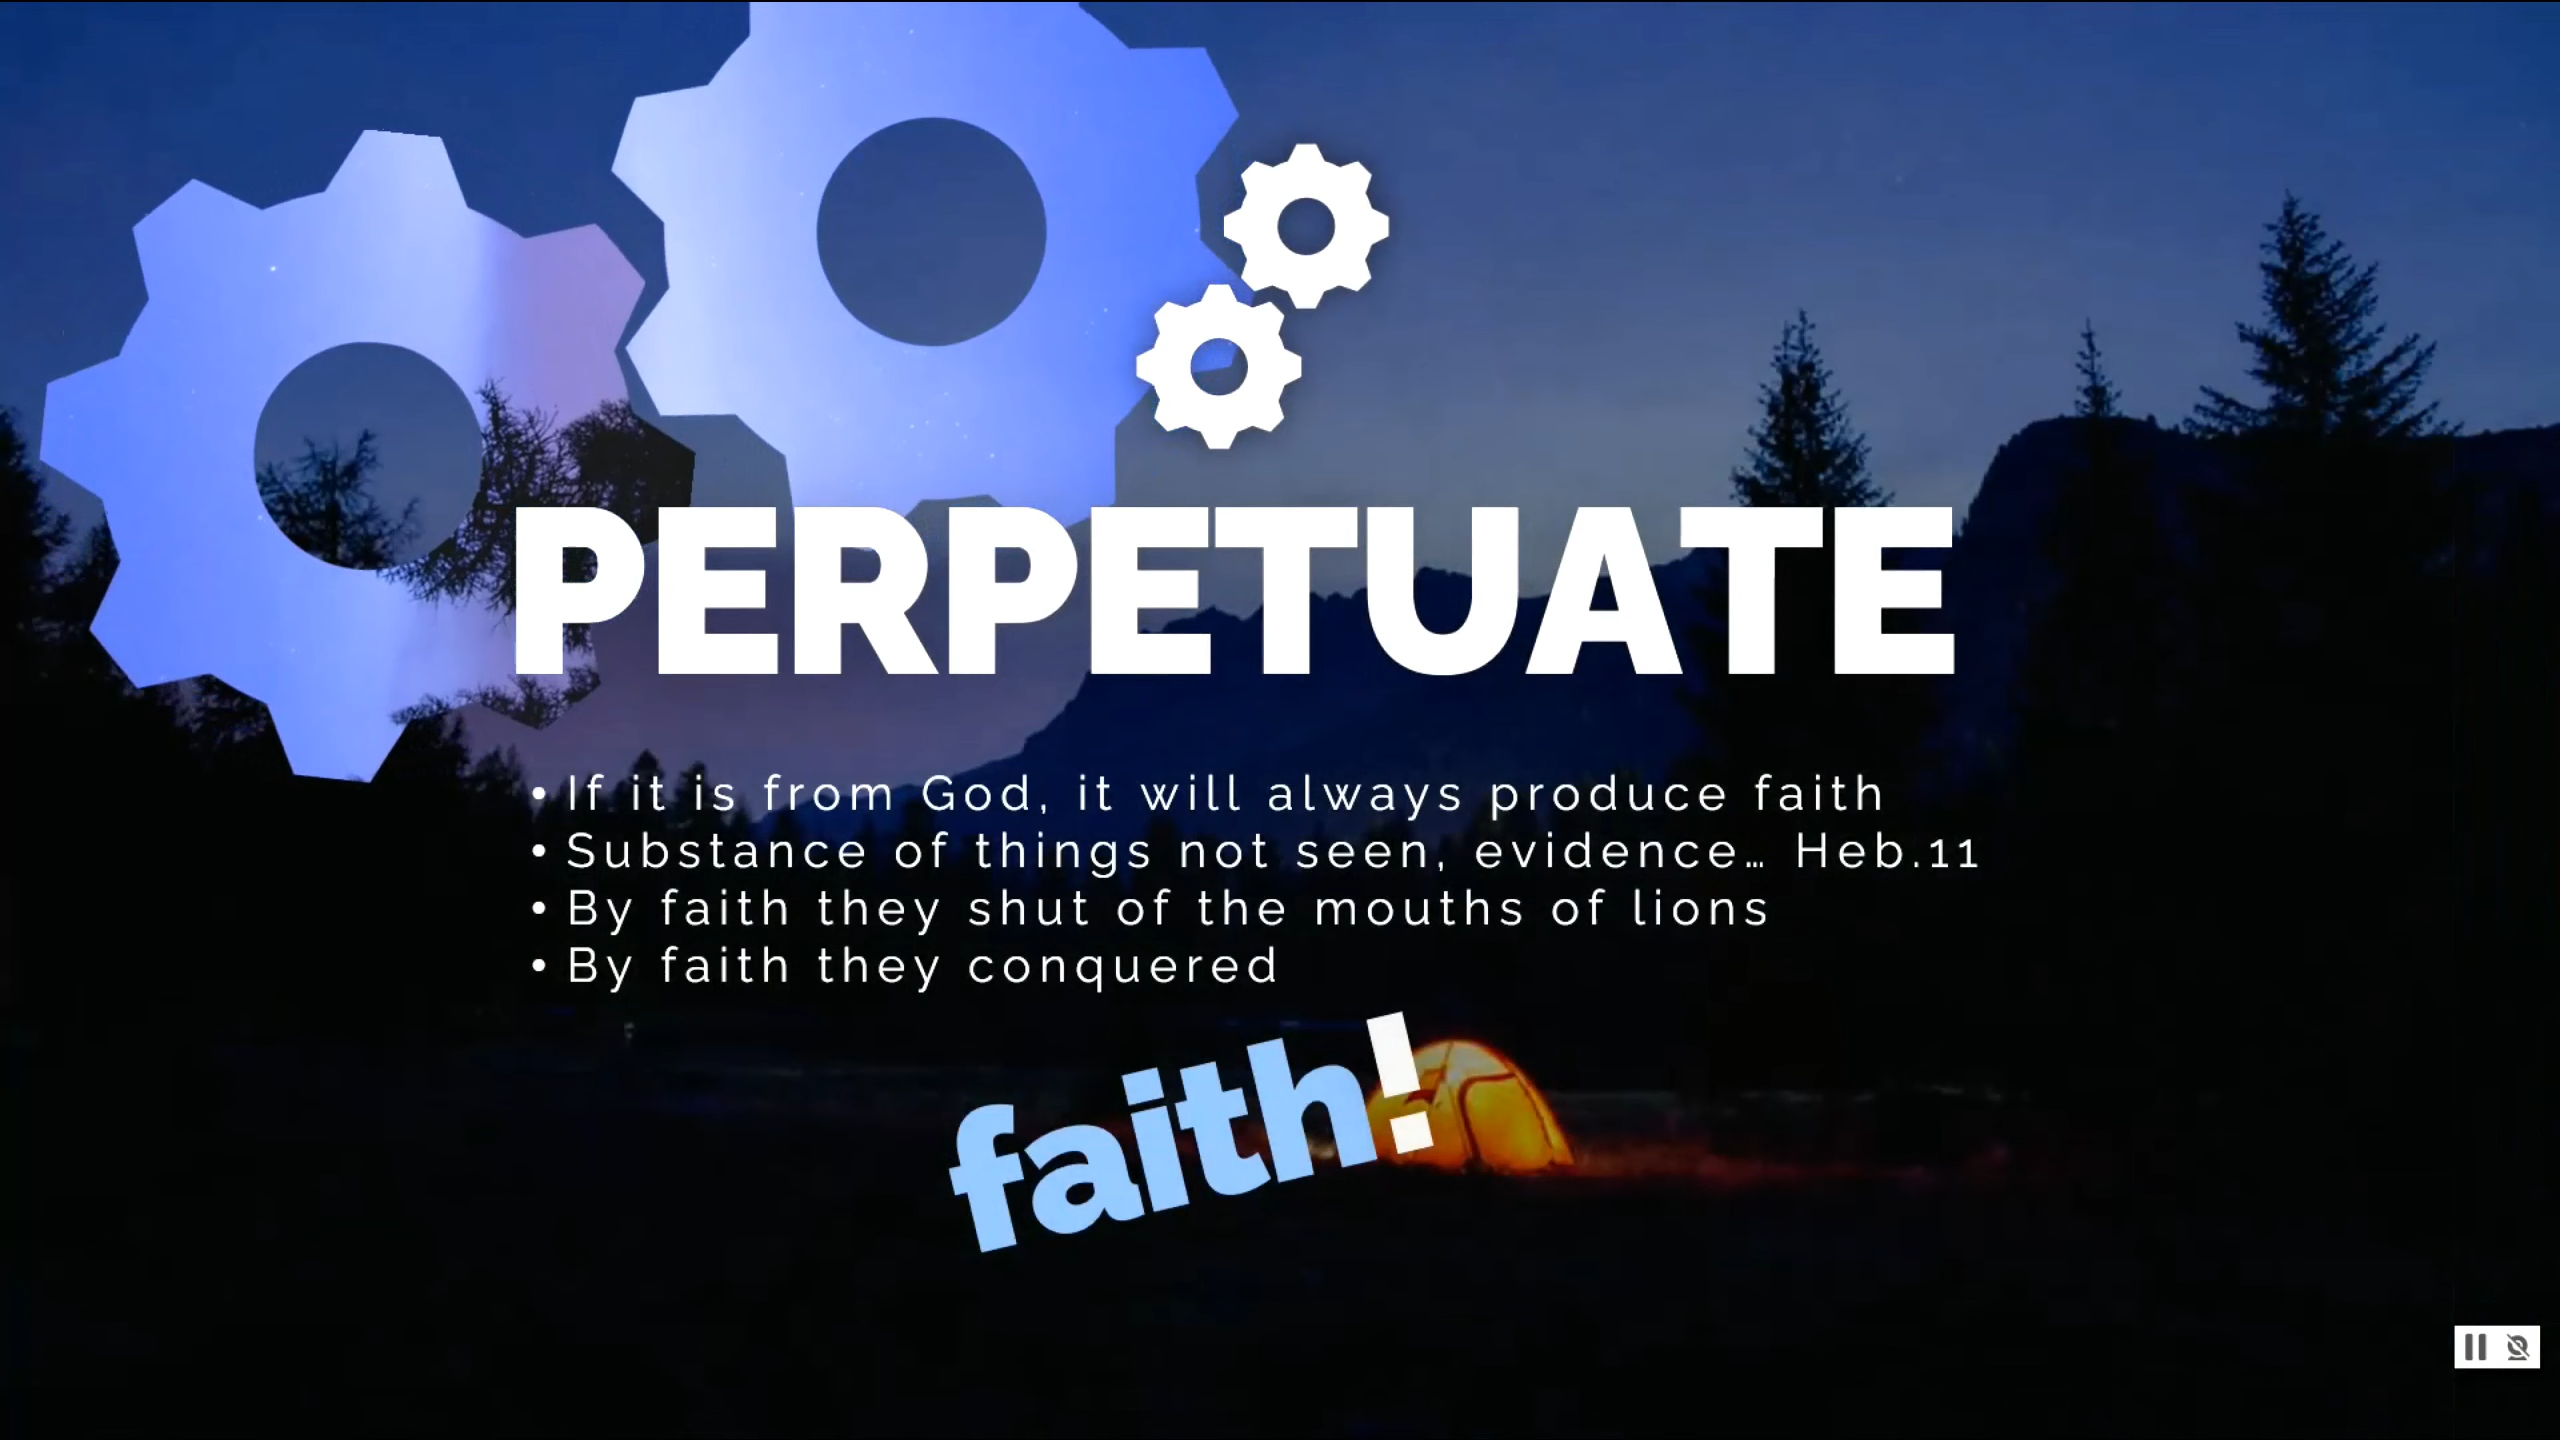 PERPETUATE
• If it is from God, it will always produce faith
• Substance of things not seen, evidence… Heb.11
• By faith they shut of the mouths of lions
• By faith they conquered
faith!